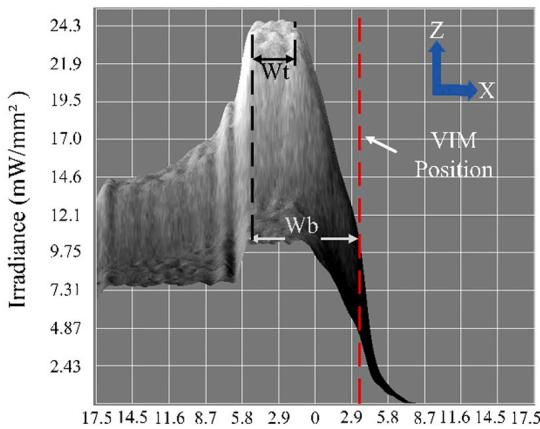 24.3
21.9
19.5
17.0
14.6
12.1
9.75
7.31
4.87
2.43
Irradiance (mW/mm²)
Z
X
Wt
VIM
Position
Wb
17.5 14.5 11.6 8.7 5.8 2.9 0 2.9 5.8 8.7 11.6 14.5 17.5